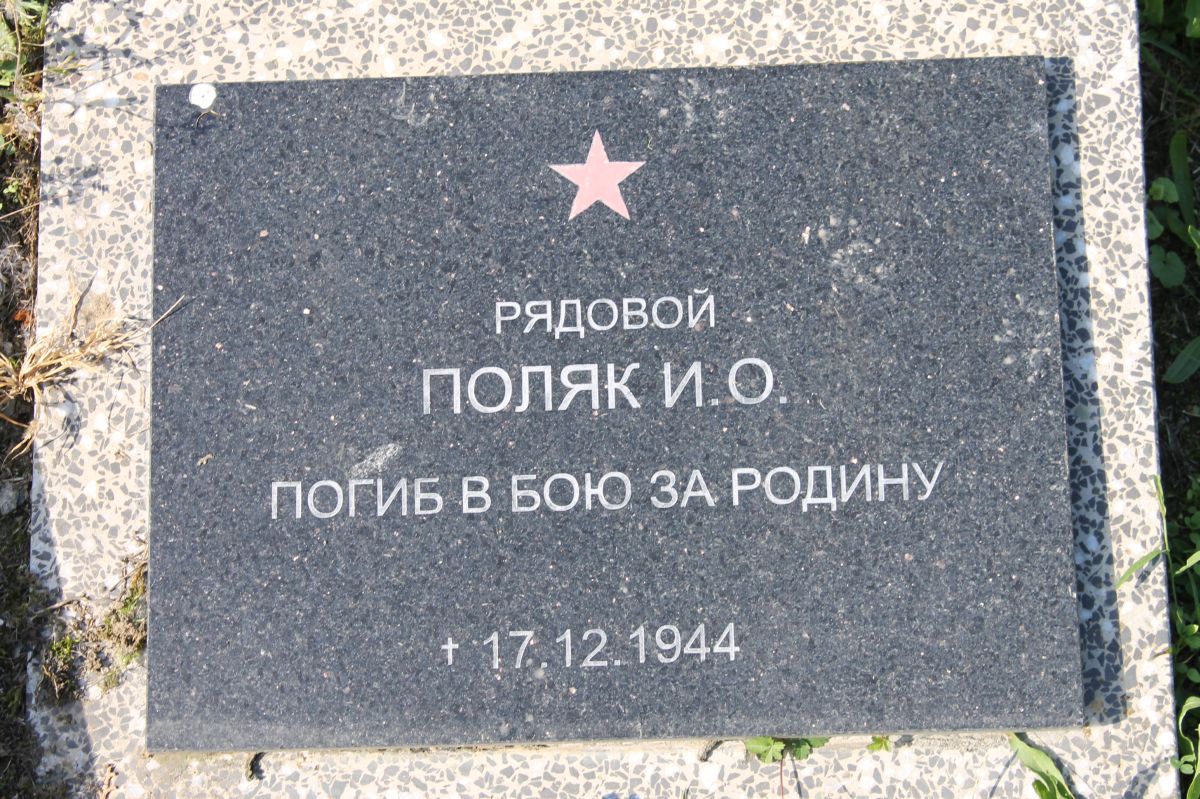 РЯДОВОЙ
ПОЛЯК И.О.
ПОГИБ В БОЮ ЗА РОДИНУ
† 17.12.1944